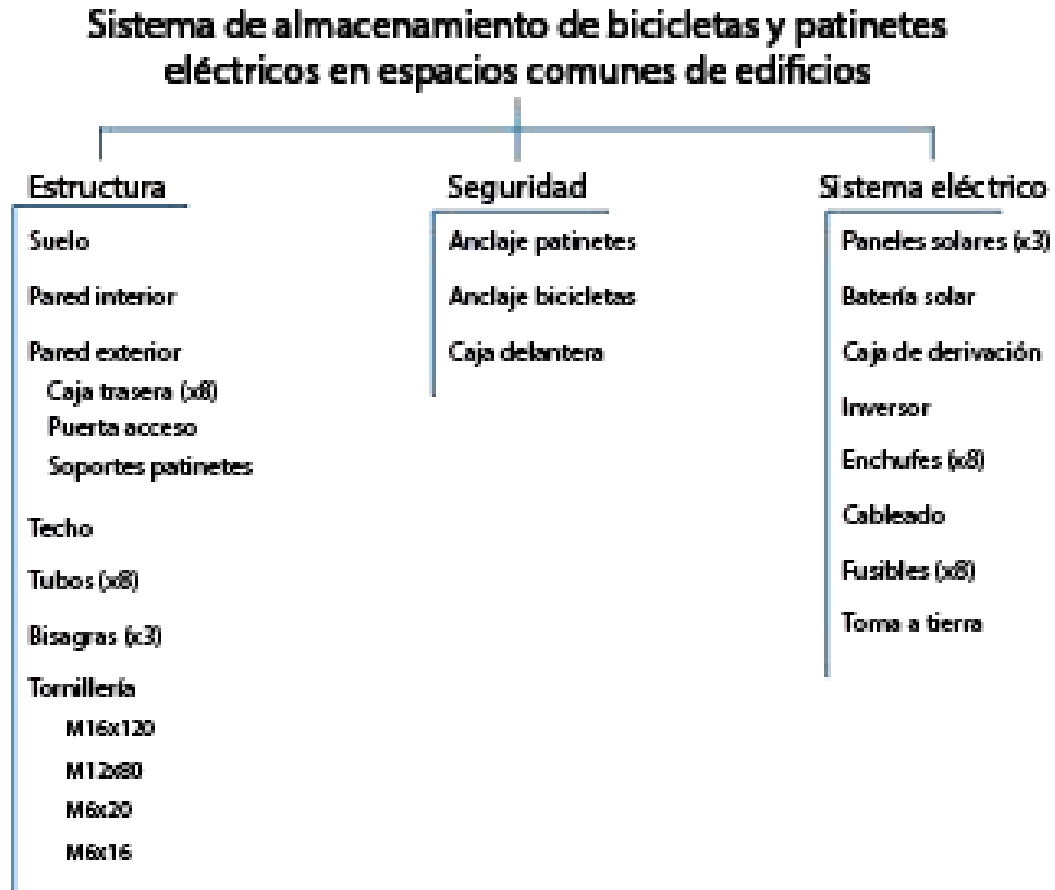 Sistema de almacenamiento de bicicletas y patinetes
eléctricos en espacios comunes de edificios
Estructura
Suelo
Pared interior
Pared exterior
Caja trasera (x8)
Puerta acceso
Soportes patinetes
Techo
Tubos (x8)
Bisagras (x3)
Tornillería
M16x120
M12x80
M6x20
M6x16
Seguridad
Anclaje patinetes
Anclaje bicicletas
Caja delantera
Sistema eléctrico
Paneles solares (x3)
Batería solar
Caja de derivación
Inversor
Enchufes (x8)
Cableado
Fusibles (x8)
Toma a tierra